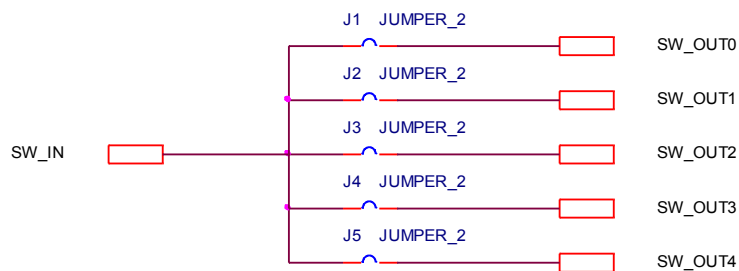 J1 JUMPER_2
SW_OUT0
J2 JUMPER_2
SW_OUT1
J3 JUMPER_2
SW_IN
SW_OUT2
J4 JUMPER_2
SW_OUT3
J5 JUMPER_2
SW_OUT4